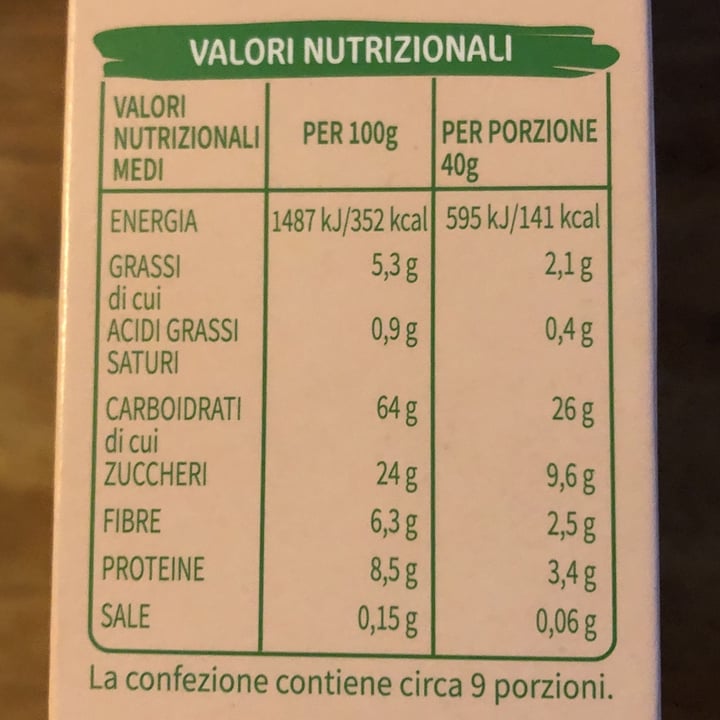 VALORI NUTRIZIONALI
VALORI
NUTRIZIONALI
MEDI
PER 100g
PER PORZIONE
40g
ENERGIA 1487 kJ/352 kcal 595 kJ/141 kcal
GRASSI 5,3 g 2,1 g
di cui
ACIDI GRASSI 0,9 g 0,4 g
SATURI
CARBOIDRATI 64 g 26 g
di cui
ZUCCHERI 24 g 9,6 g
FIBRE 6,3 g 2,5 g
PROTEINE 8,5 g 3,4 g
SALE 0,15 g 0,06 g
La confezione contiene circa 9 porzioni.